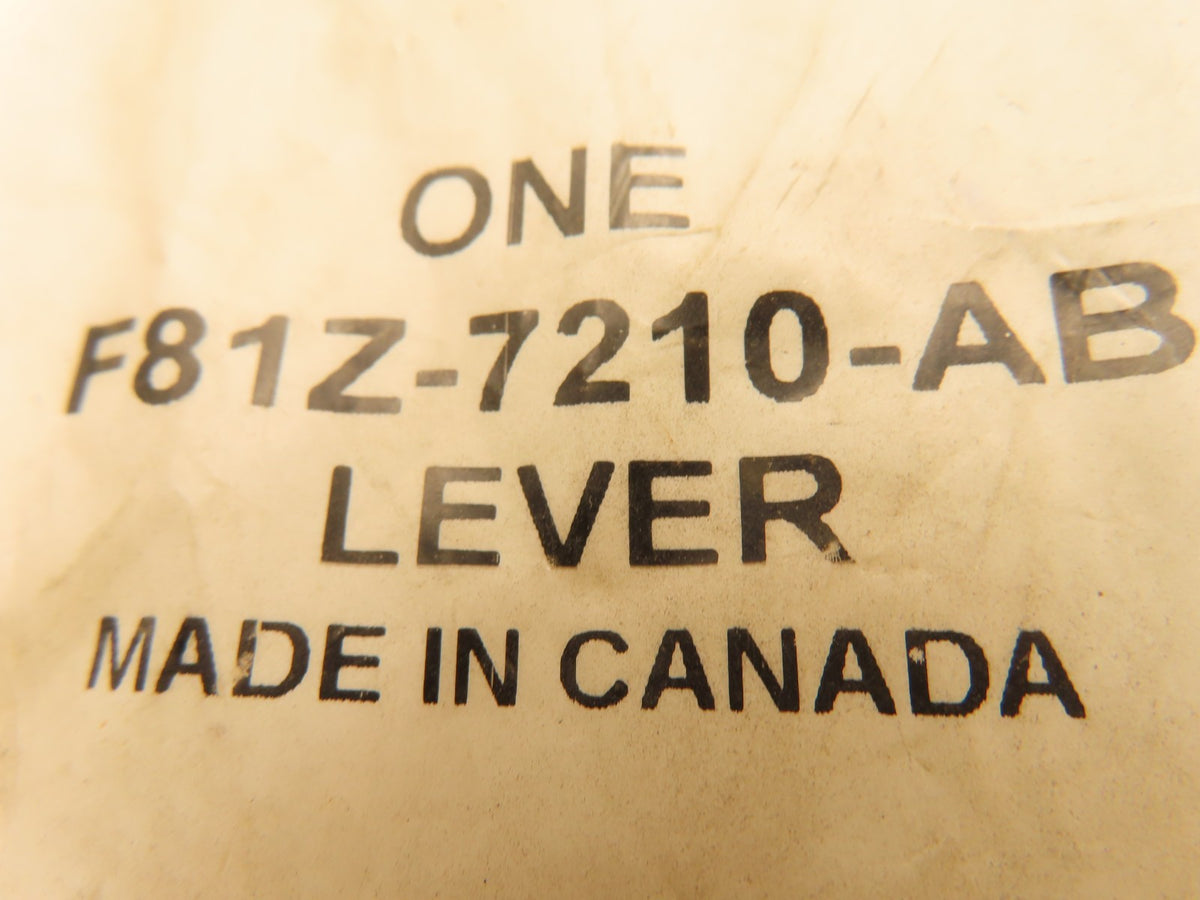 ONE
F81Z-7210-AB
LEVER
MADE IN CANADA